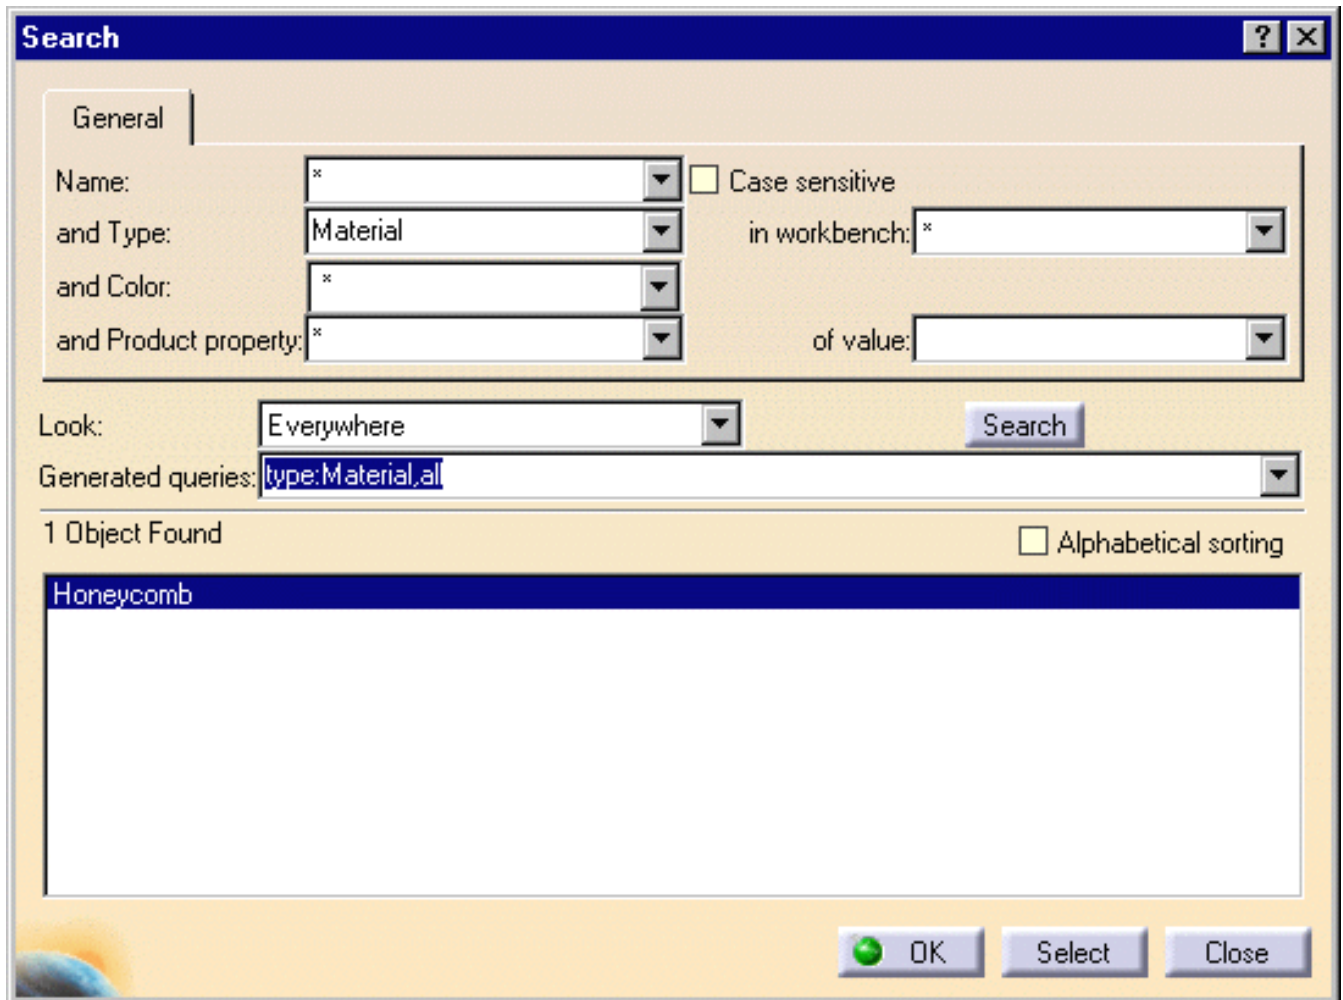 Search
General
Name: * Case sensitive
and Type: Material in workbench: *
and Color: *
and Product property: * of value:
Look: Everywhere Search
Generated queries: type:Material,all
1 Object Found Alphabetical sorting
Honeycomb
OK Select Close